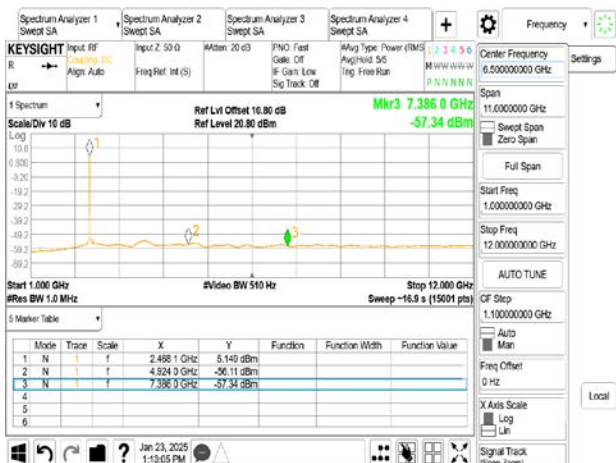 Spectrum Analyzer 1
Swept SA
Spectrum Analyzer 2
Swept SA
Spectrum Analyzer 3
Swept SA
Spectrum Analyzer 4
Swept SA
Frequency
KEYSIGHT
R
Input: RF
Coupling: DC
Align: Auto
Input Z: 50 Ω
Freq Ref: Int (S)
#Atten: 20 dB
PNO: Fast
Gate: Off
IF Gain: Low
Sig Track: Off
#Avg Type: Power (RMS
Avg|Hold: 5/5
Trig: Free Run
1 2 3 4 5 6
M W W W W W
P N N N N N
1 Spectrum
Scale/Div 10 dB
Ref Lvl Offset 10.80 dB
Ref Level 20.80 dBm
Mkr3 7.386 0 GHz
-57.34 dBm
Log
10.8
0.800
-9.20
-19.2
-29.2
-39.2
-49.2
-59.2
-69.2
1
2
3
Start 1.000 GHz
#Res BW 1.0 MHz
#Video BW 510 Hz
Stop 12.000 GHz
Sweep ~16.9 s (15001 pts)
5 Marker Table
Mode Trace Scale X Y Function Function Width Function Value
1 N 1 f 2.468 1 GHz 5.149 dBm
2 N 1 f 4.924 0 GHz -56.11 dBm
3 N 1 f 7.386 0 GHz -57.34 dBm
4
5
6
Jan 23, 2025
1:13:05 PM
Center Frequency
6.500000000 GHz
Settings
Span
11.0000000 GHz
Swept Span
Zero Span
Full Span
Start Freq
1.000000000 GHz
Stop Freq
12.000000000 GHz
AUTO TUNE
CF Step
1.100000000 GHz
Auto
Man
Freq Offset
0 Hz
Local
X Axis Scale
Log
Lin
Signal Track